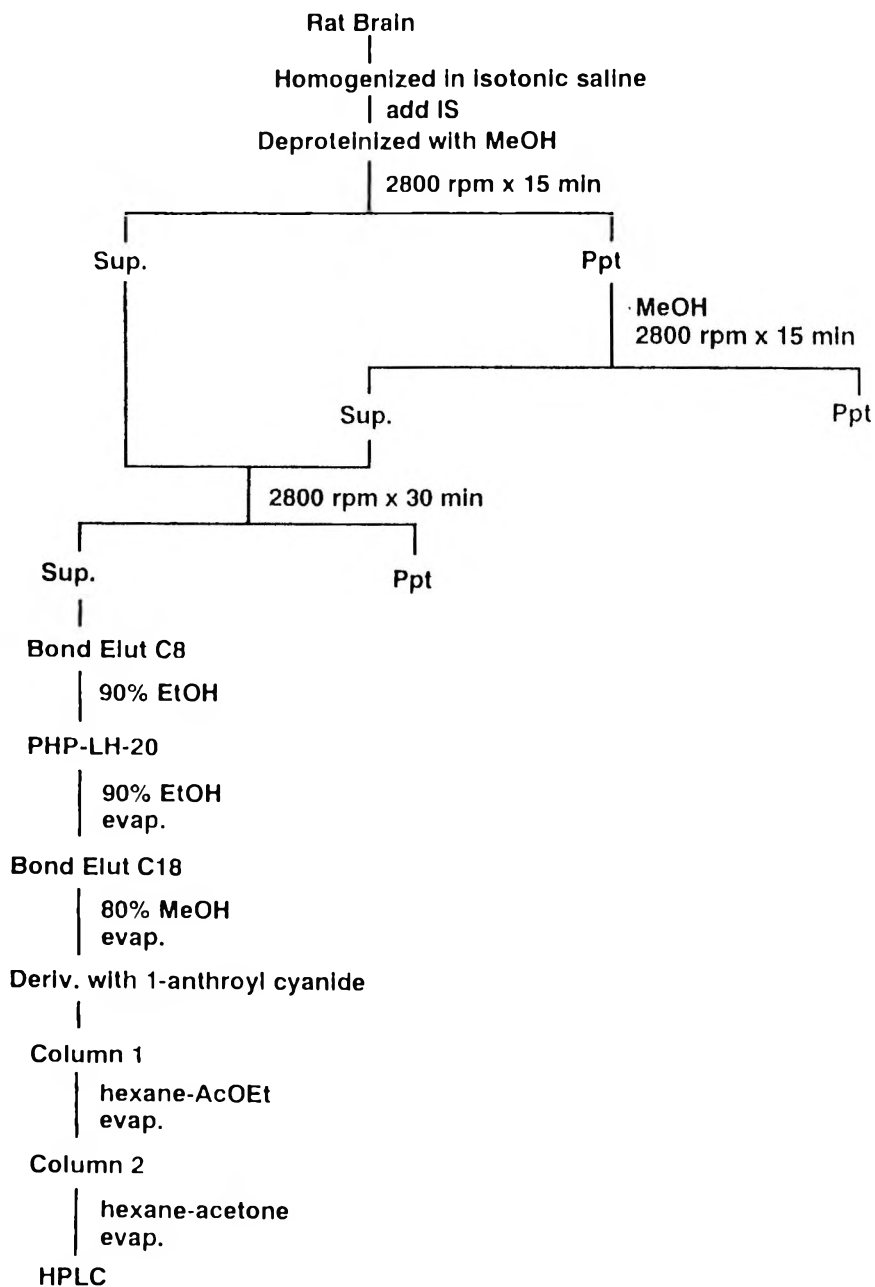 Rat Brain
Homogenized in isotonic saline
add IS
Deproteinized with MeOH
2800 rpm x 15 min
Sup.
Ppt
MeOH
2800 rpm x 15 min
Sup.
Ppt
2800 rpm x 30 min
Sup.
Ppt
Bond Elut C8
90% EtOH
PHP-LH-20
90% EtOH
evap.
Bond Elut C18
80% MeOH
evap.
Deriv. with 1-anthroyl cyanide
Column 1
hexane-AcOEt
evap.
Column 2
hexane-acetone
evap.
HPLC